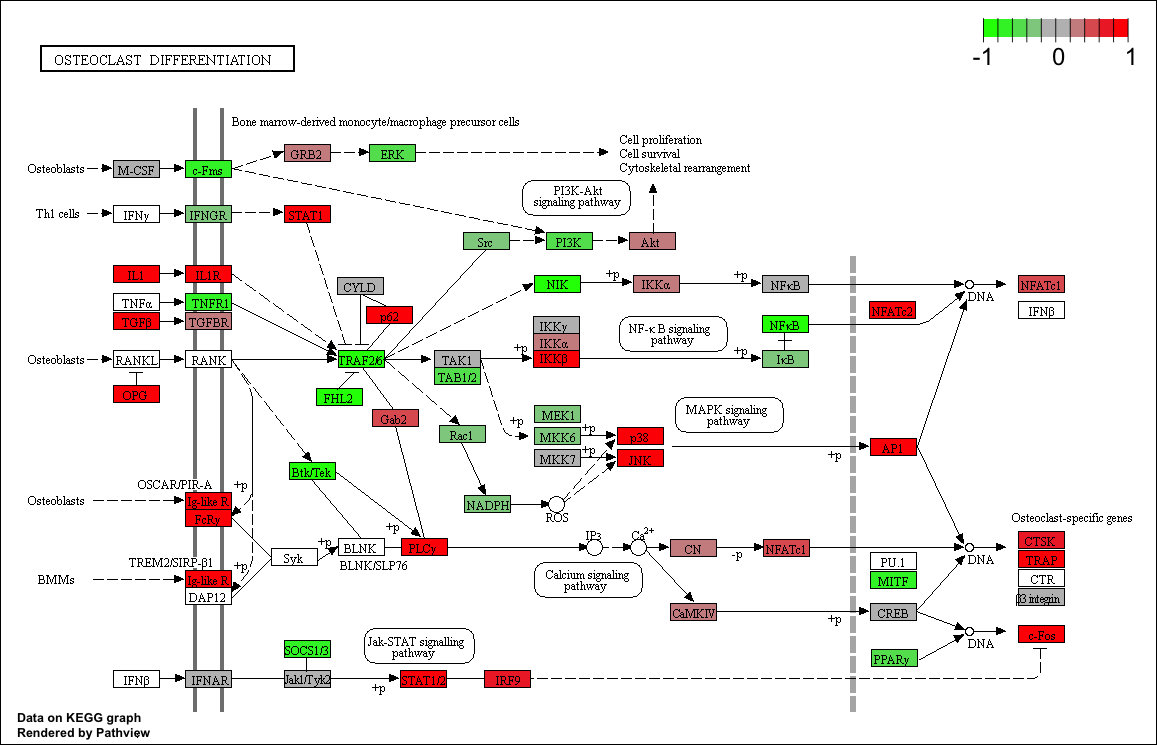 -1 0 1
OSTEOCLAST DIFFERENTIATION
Bone marrow-derived monocyte/macrophage precursor cells
Osteoblasts
M-CSF
c-Fms
GRB2
ERK
Cell proliferation
Cell survival
Cytoskeletal rearrangement
PI3K-Akt
signaling pathway
Th1 cells
IFNγ
IFNGR
STAT1
Src
PI3K
Akt
IL1
IL1R
TNFα
TNFR1
TGFβ
TGFBR
CYLD
p62
NIK
+p
IKKα
+p
NFκB
NFATc2
DNA
NFATc1
IFNβ
Osteoblasts
RANKL
RANK
OPG
TRAF2/6
FHL2
Gab2
TAK1
TAB1/2
+p
IKKγ
IKKα
IKKβ
NF-κ B signaling
pathway
+p
NFκB
IκB
Rac1
+p
MEK1
MKK6
MKK7
+p
+p
p38
JNK
MAPK signaling
pathway
+p
AP1
Btk/Tek
NADPH
ROS
OSCAR/PIR-A
+p
Osteoblasts
Ig-like R
FcRγ
TREM2/SIRP-β1
+p
BMMs
Ig-like R
DAP12
Syk
+p
BLNK
BLNK/SLP76
+p
PLCγ
IP3
Ca2+
CN
-p
NFATc1
Calcium signaling
pathway
CaMKIV
+p
PU.1
MITF
CREB
PPARγ
DNA
DNA
Osteoclast-specific genes
CTSK
TRAP
CTR
β3 integrin
c-Fos
Jak-STAT signalling
pathway
SOCS1/3
IFNβ
IFNAR
Jak1/Tyk2
+p
STAT1/2
IRF9
Data on KEGG graph
Rendered by Pathview